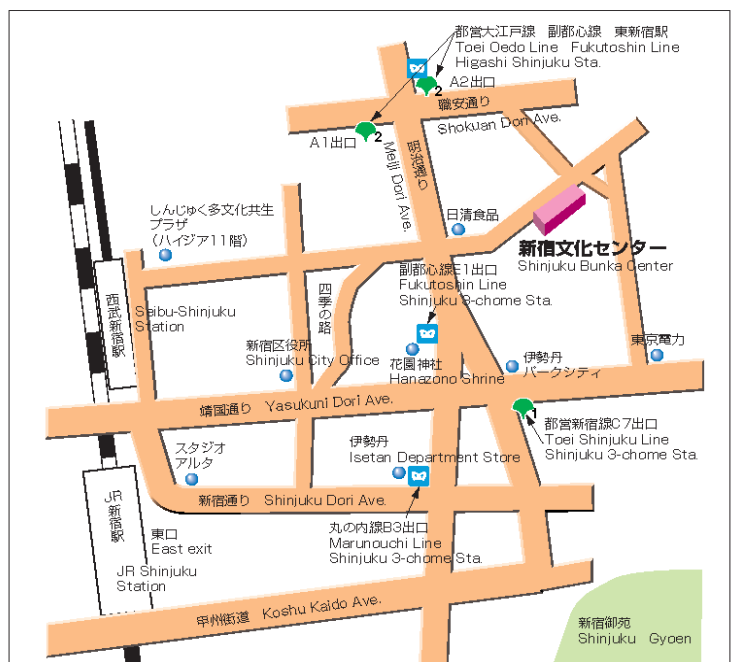 都営大江戸線　副都心線　東新宿駅
Toei Oedo Line　Fukutoshin Line
Higashi Shinjuku Sta.
A2出口
2
職安通り
Shokuan Dori Ave.
2
A1出口
明治通り
Meiji Dori Ave.
しんじゅく多文化共生
プラザ
（ハイジア11階）
日清食品
新宿文化センター
Shinjuku Bunka Center
副都心線E1出口
Fukutoshin Line
Shinjuku 3-chome Sta.
四季の路
西武新宿駅
Seibu-Shinjuku
Station
新宿区役所
Shinjuku City Office
花園神社
Hanazono Shrine
伊勢丹
パークシティ
東京電力
靖国通り　Yasukuni Dori Ave.
1
都営新宿線C7出口
Toei Shinjuku Line
Shinjuku 3-chome Sta.
スタジオ
アルタ
伊勢丹
Isetan Department Store
新宿通り　Shinjuku Dori Ave.
JR新宿駅
東口
East exit
JR Shinjuku
Station
丸の内線B3出口
Marunouchi Line
Shinjuku 3-chome Sta.
甲州街道　Koshu Kaido Ave.
新宿御苑
Shinjuku　Gyoen